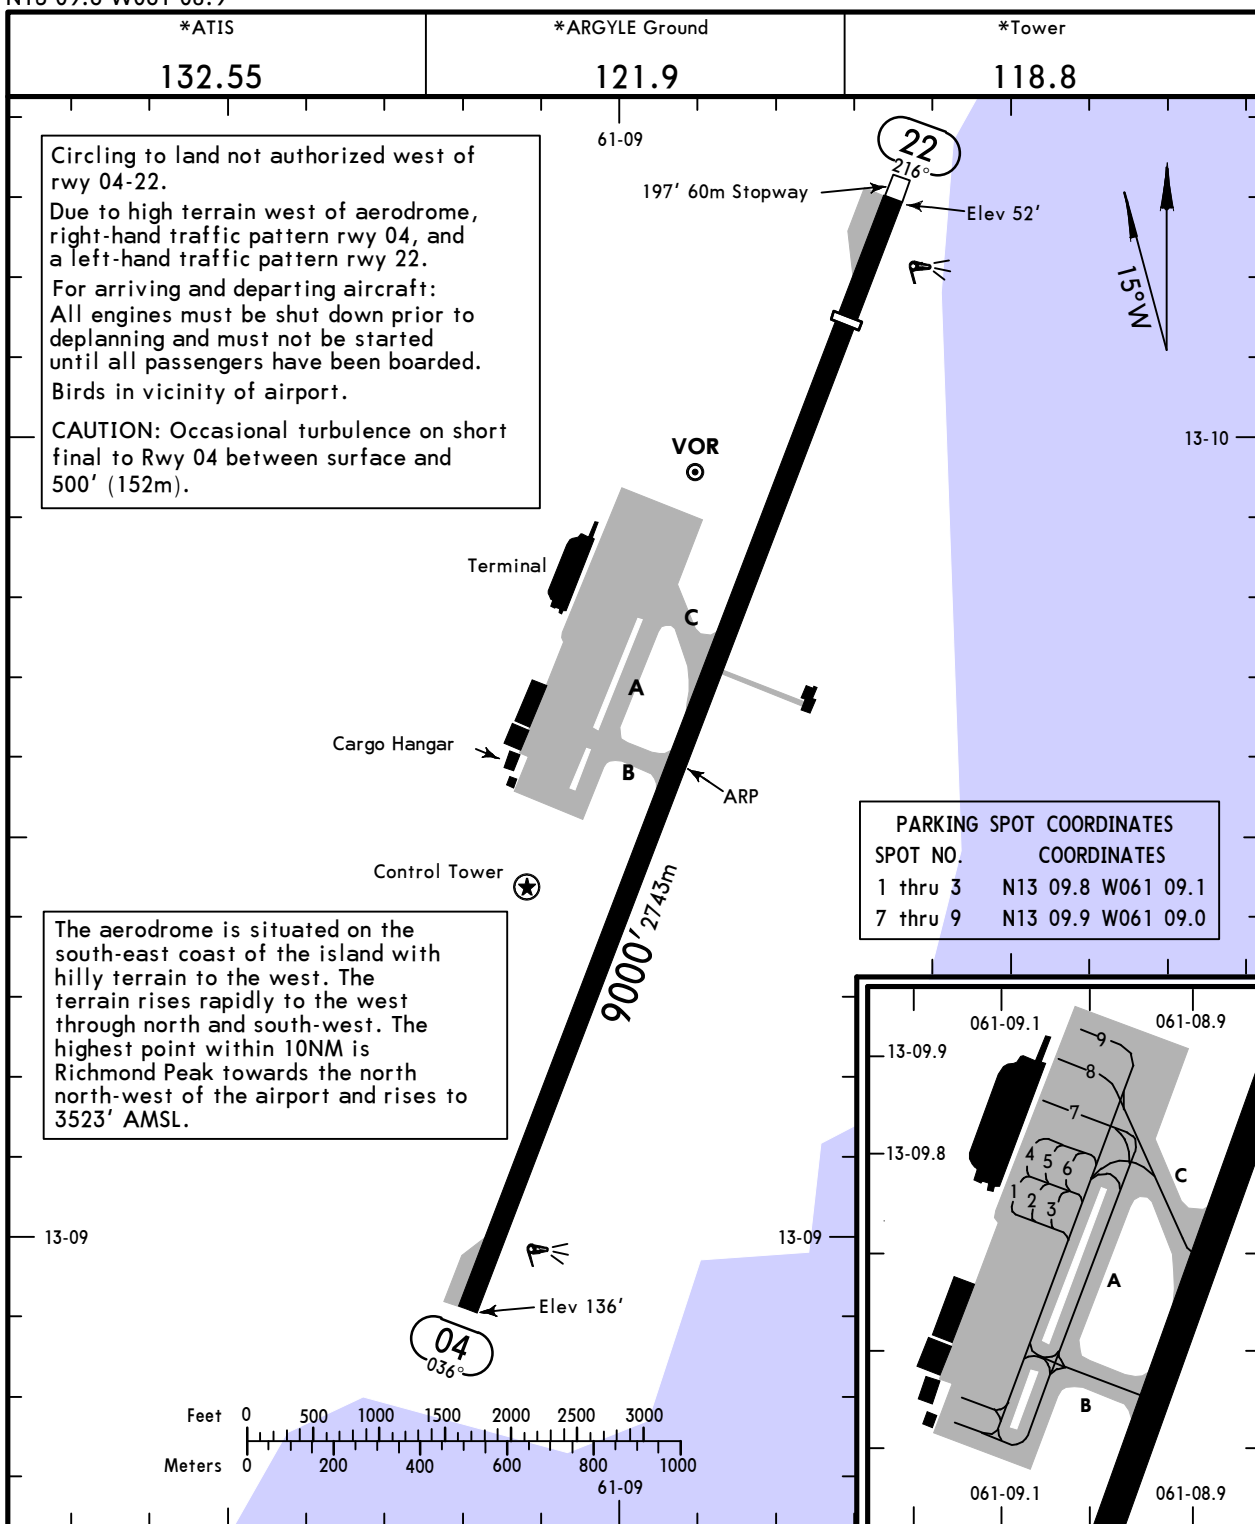 *ATIS
132.55
*ARGYLE Ground
121.9
*Tower
118.8
61-09
22
216°
197' 60m Stopway
Elev 52'
15°W
Circling to land not authorized west of
rwy 04-22.
Due to high terrain west of aerodrome,
right-hand traffic pattern rwy 04, and
a left-hand traffic pattern rwy 22.
For arriving and departing aircraft:
All engines must be shut down prior to
deplanning and must not be started
until all passengers have been boarded.
Birds in vicinity of airport.
CAUTION: Occasional turbulence on short
final to Rwy 04 between surface and
500' (152m).
13-10
VOR
Terminal
C
A
Cargo Hangar
B
ARP
Control Tower
9000' 2743m
PARKING SPOT COORDINATES
SPOT NO. COORDINATES
1 thru 3 N13 09.8 W061 09.1
7 thru 9 N13 09.9 W061 09.0
The aerodrome is situated on the
south-east coast of the island with
hilly terrain to the west. The
terrain rises rapidly to the west
through north and south-west. The
highest point within 10NM is
Richmond Peak towards the north
north-west of the airport and rises to
3523' AMSL.
13-09
13-09
Elev 136'
04
036°
Feet 0 500 1000 1500 2000 2500 3000
Meters 0 200 400 600 800 1000
61-09
061-09.1
061-08.9
13-09.9
13-09.8
9
8
7
4 5 6
1 2 3
C
A
B
061-09.1
061-08.9